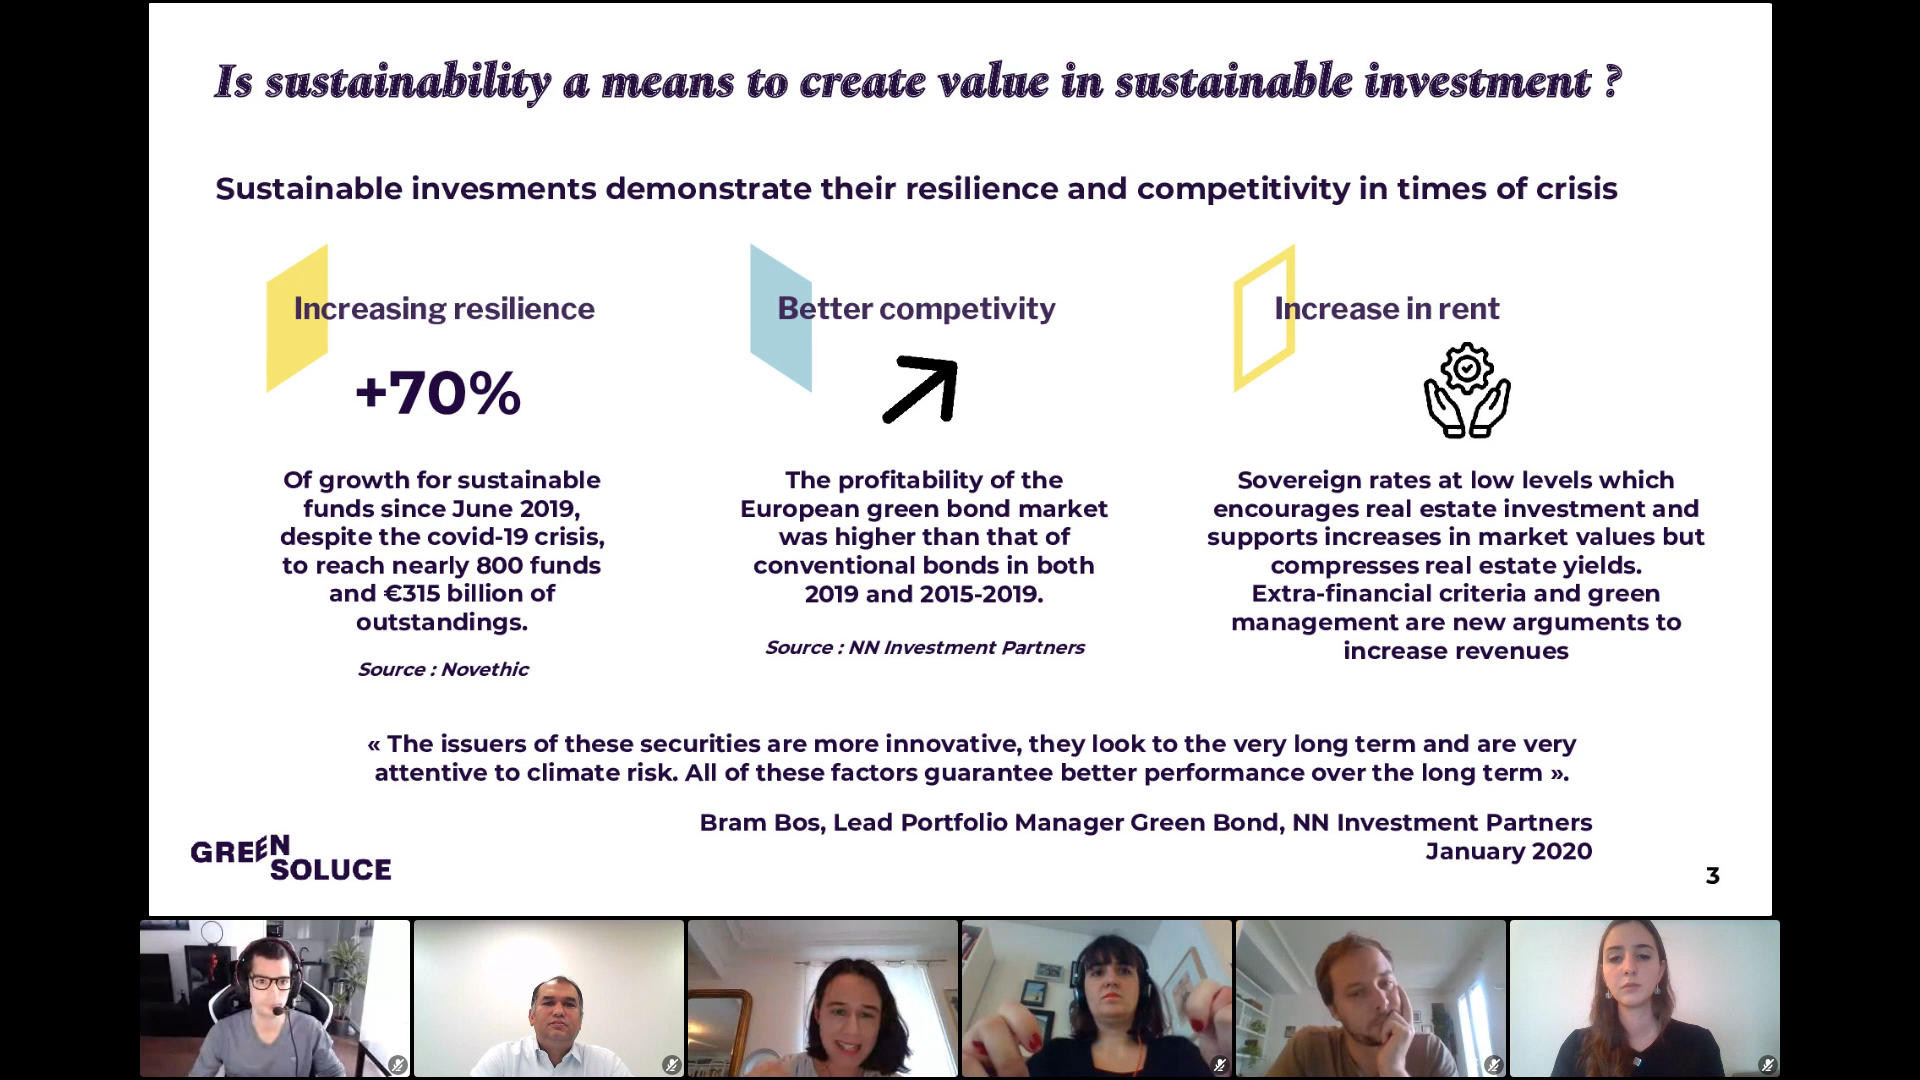 Is sustainability a means to create value in sustainable investment ?
Sustainable invesments demonstrate their resilience and competitivity in times of crisis
Increasing resilience
+70%
Of growth for sustainable
funds since June 2019,
despite the covid-19 crisis,
to reach nearly 800 funds
and €315 billion of
outstandings.
Source : Novethic
Better competivity
The profitability of the
European green bond market
was higher than that of
conventional bonds in both
2019 and 2015-2019.
Source : NN Investment Partners
Increase in rent
Sovereign rates at low levels which
encourages real estate investment and
supports increases in market values but
compresses real estate yields.
Extra-financial criteria and green
management are new arguments to
increase revenues
« The issuers of these securities are more innovative, they look to the very long term and are very
attentive to climate risk. All of these factors guarantee better performance over the long term ».
Bram Bos, Lead Portfolio Manager Green Bond, NN Investment Partners
January 2020
GREEN
SOLUCE
3